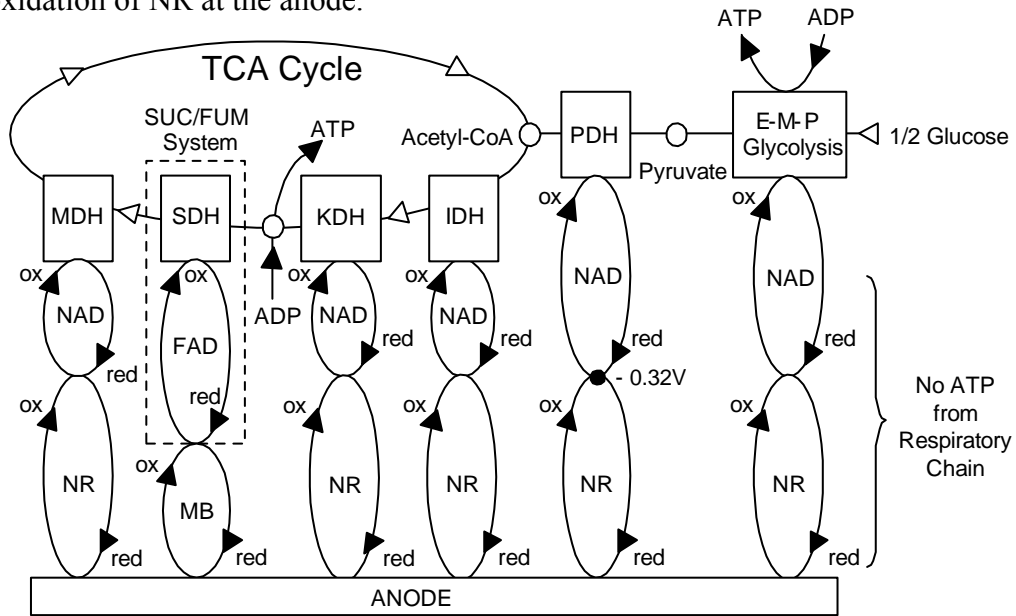 oxidation of NR at the anode.
ATP
ADP
TCA Cycle
SUC/FUM
System
ATP
Acetyl-CoA
PDH
E-M-P
Glycolysis
1/2 Glucose
Pyruvate
MDH
SDH
KDH
IDH
ox
ox
ox
ox
ox
ox
NAD
FAD
ADP
NAD
NAD
NAD
NAD
red
red
red
red
red
red
- 0.32V
ox
ox
ox
ox
ox
ox
NR
MB
NR
NR
NR
NR
red
red
red
red
red
red
No ATP
from
Respiratory
Chain
ANODE